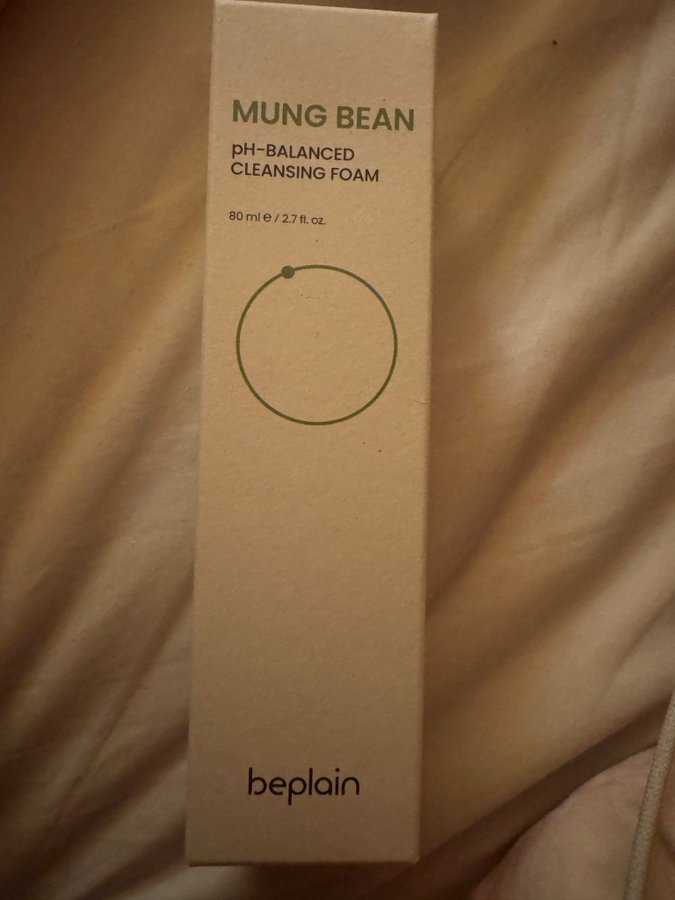 MUNG BEAN
pH-BALANCED
CLEANSING FOAM
80 ml ℮ / 2.7 fl. oz.
beplain